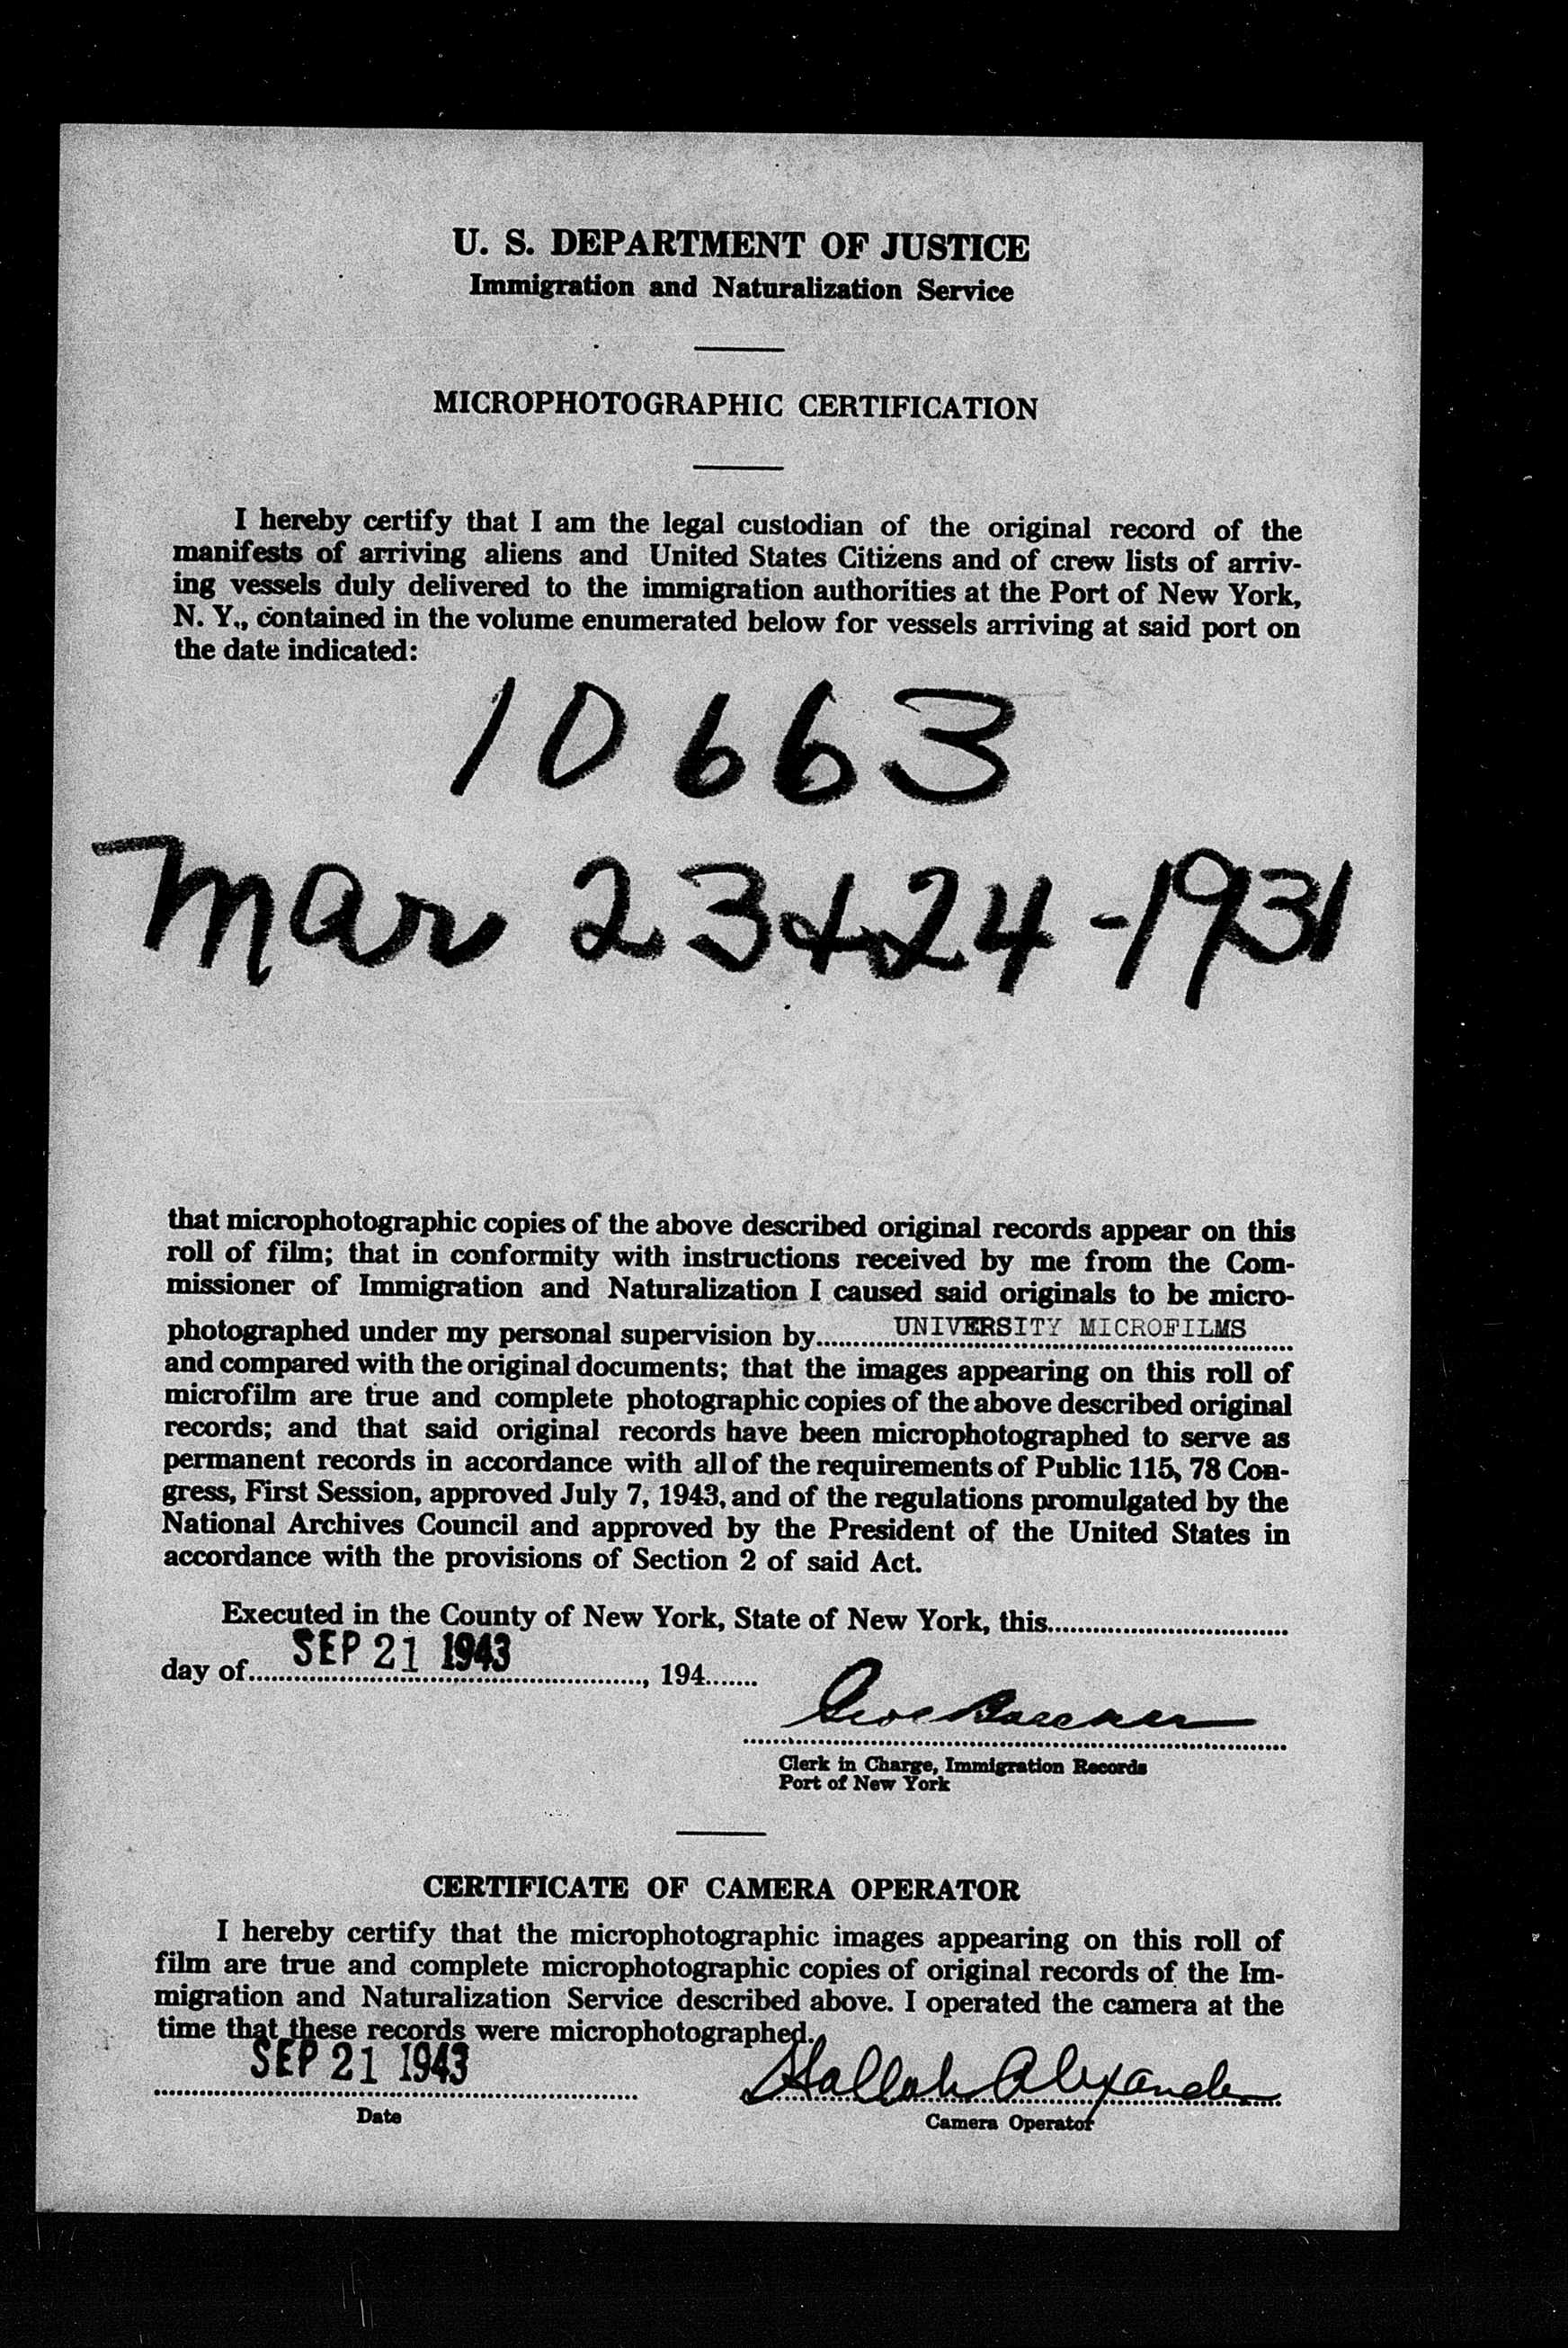 U. S. DEPARTMENT OF JUSTICE
Immigration and Naturalization Service
MICROPHOTOGRAPHIC CERTIFICATION
I hereby certify that I am the legal custodian of the original record of the
manifests of arriving aliens and United States Citizens and of crew lists of arriv-
ing vessels duly delivered to the immigration authorities at the Port of New York,
N. Y., contained in the volume enumerated below for vessels arriving at said port on
the date indicated:
10663
Mar 23 & 24 - 1931
that microphotographic copies of the above described original records appear on this
roll of film; that in conformity with instructions received by me from the Com-
missioner of Immigration and Naturalization I caused said originals to be micro-
photographed under my personal supervision by UNIVERSITY MICROFILMS
and compared with the original documents; that the images appearing on this roll of
microfilm are true and complete photographic copies of the above described original
records; and that said original records have been microphotographed to serve as
permanent records in accordance with all of the requirements of Public 115, 78 Con-
gress, First Session, approved July 7, 1943, and of the regulations promulgated by the
National Archives Council and approved by the President of the United States in
accordance with the provisions of Section 2 of said Act.
Executed in the County of New York, State of New York, this
day of SEP 21 1943, 194
Clerk in Charge, Immigration Records
Port of New York
CERTIFICATE OF CAMERA OPERATOR
I hereby certify that the microphotographic images appearing on this roll of
film are true and complete microphotographic copies of original records of the Im-
migration and Naturalization Service described above. I operated the camera at the
time that these records were microphotographed.
SEP 21 1943 Alexander
Date
Camera Operator